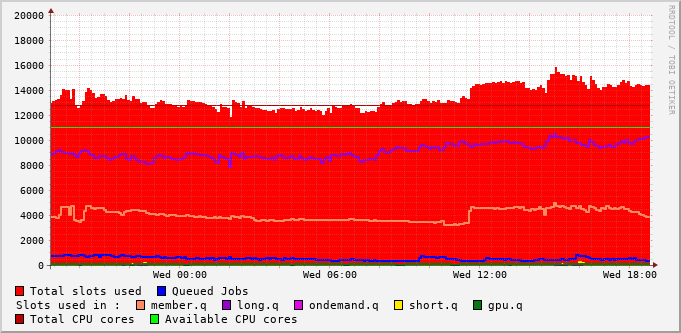 RRDTOOL / TOBI OETIKER
20000
18000
16000
14000
12000
10000
8000
6000
4000
2000
0
Wed 00:00 Wed 06:00 Wed 12:00 Wed 18:00
Total slots used Queued Jobs
Slots used in : member.q long.q ondemand.q short.q gpu.q
Total CPU cores Available CPU cores